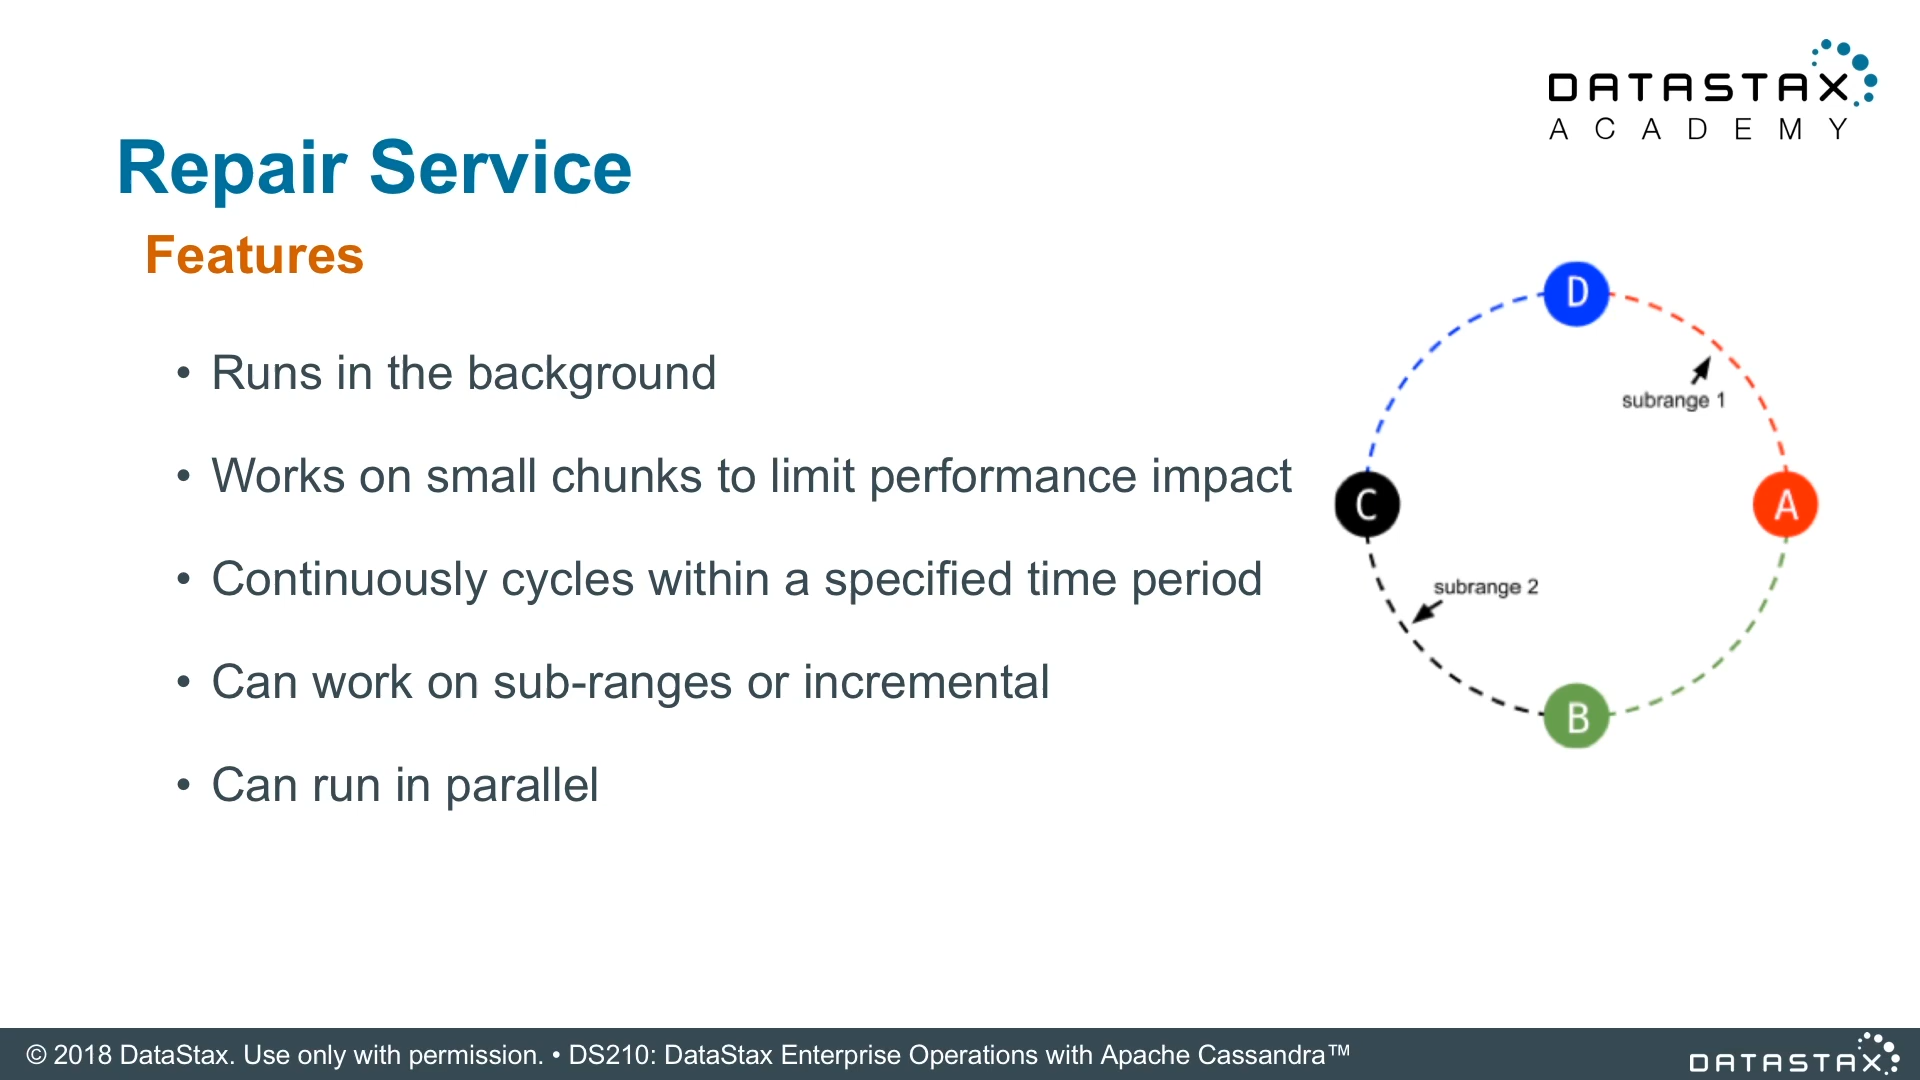 DATASTAX
ACADEMY
Repair Service
Features
• Runs in the background
• Works on small chunks to limit performance impact
• Continuously cycles within a specified time period
• Can work on sub-ranges or incremental
• Can run in parallel
D
subrange 1
C
A
subrange 2
B
© 2018 DataStax. Use only with permission. • DS210: DataStax Enterprise Operations with Apache Cassandra™
DATASTAX